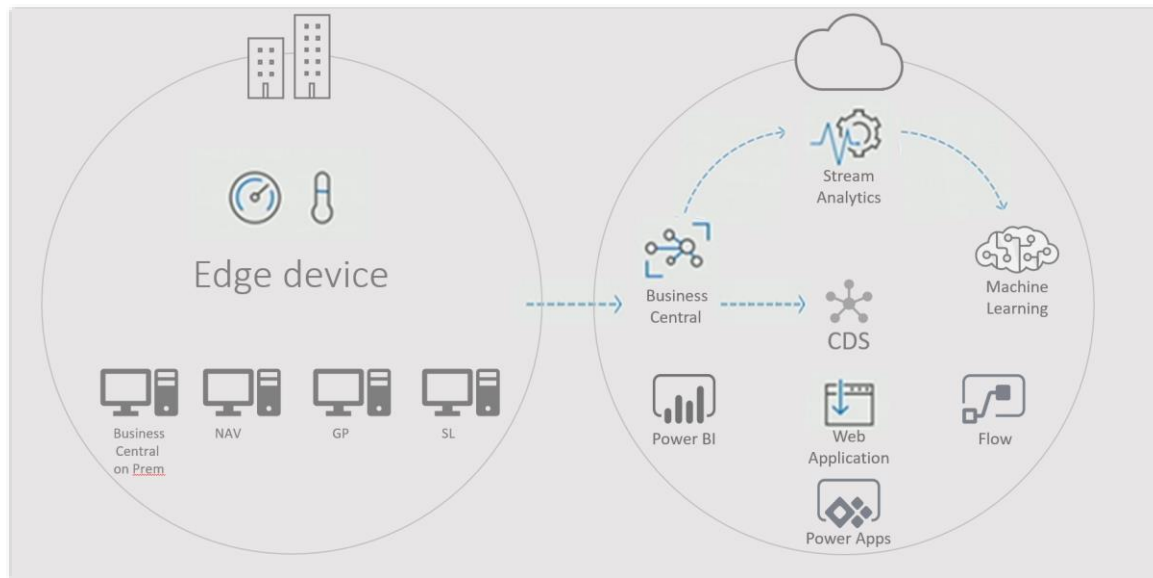 Edge device
Business
Central
on Prem
NAV
GP
SL
Stream
Analytics
Business
Central
CDS
Machine
Learning
Power BI
Web
Application
Flow
Power Apps